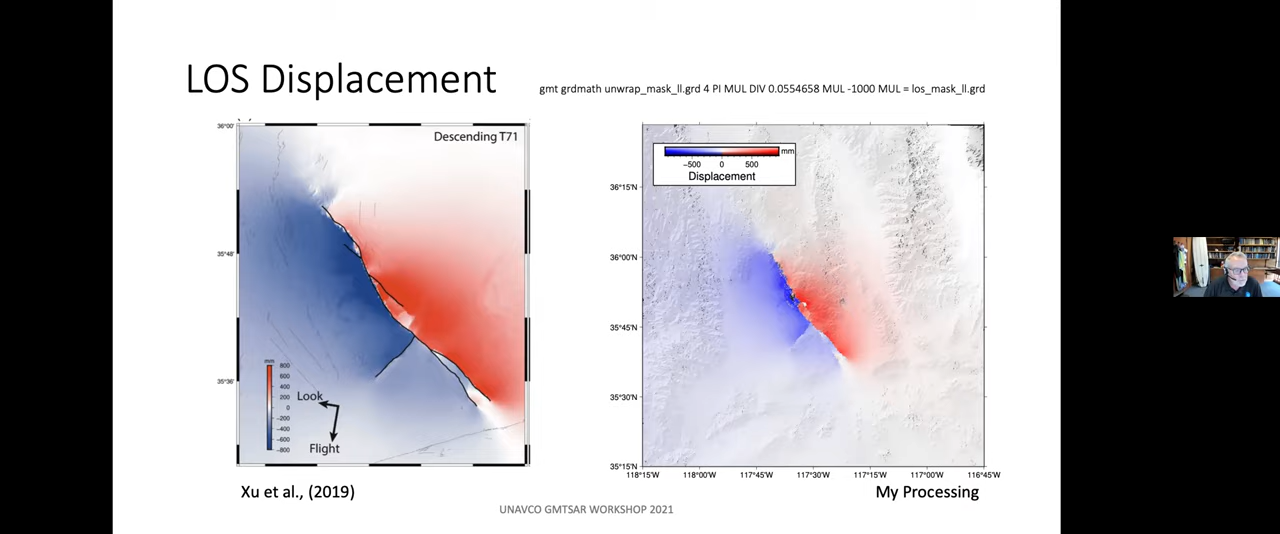 LOS Displacement
gmt grdmath unwrap_mask_ll.grd 4 PI MUL DIV 0.0554658 MUL -1000 MUL = los_mask_ll.grd
36°00'
Descending T71
35°48'
35°36'
mm
800
600
400
200
0
-200
-400
-600
-800
Look
Flight
Xu et al., (2019)
mm
-500 0 500
Displacement
36°15'N
36°00'N
35°45'N
35°30'N
35°15'N
118°15'W 118°00'W 117°45'W 117°30'W 117°15'W 117°00'W 116°45'W
My Processing
UNAVCO GMTSAR WORKSHOP 2021